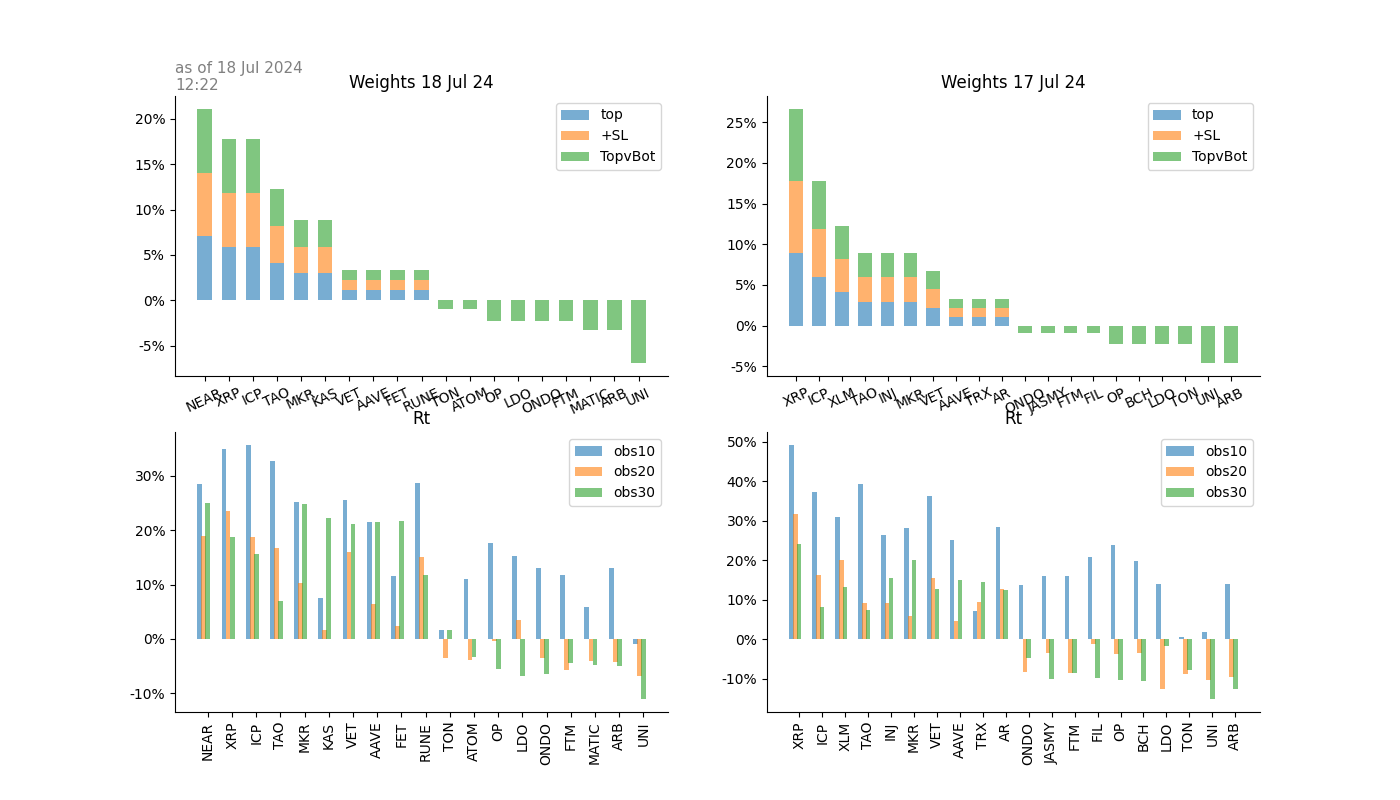 as of 18 Jul 2024
12:22
Weights 18 Jul 24
20%
15%
10%
5%
0%
-5%
top
+SL
TopvBot
NEAR XRP ICP TAO MKR KAS VET AAVE FET RUNE TON ATOM OP LDO ONDO FTM MATIC ARB UNI
Weights 17 Jul 24
25%
20%
15%
10%
5%
0%
-5%
top
+SL
TopvBot
XRP ICP XLM TAO INJ MKR VET AAVE TRX AR ONDO JASMY FTM FIL OP BCH LDO TON UNI ARB
Rt
30%
20%
10%
0%
-10%
obs10
obs20
obs30
NEAR XRP ICP TAO MKR KAS VET AAVE FET RUNE TON ATOM OP LDO ONDO FTM MATIC ARB UNI
Rt
50%
40%
30%
20%
10%
0%
-10%
obs10
obs20
obs30
XRP ICP XLM TAO INJ MKR VET AAVE TRX AR ONDO JASMY FTM FIL OP BCH LDO TON UNI ARB